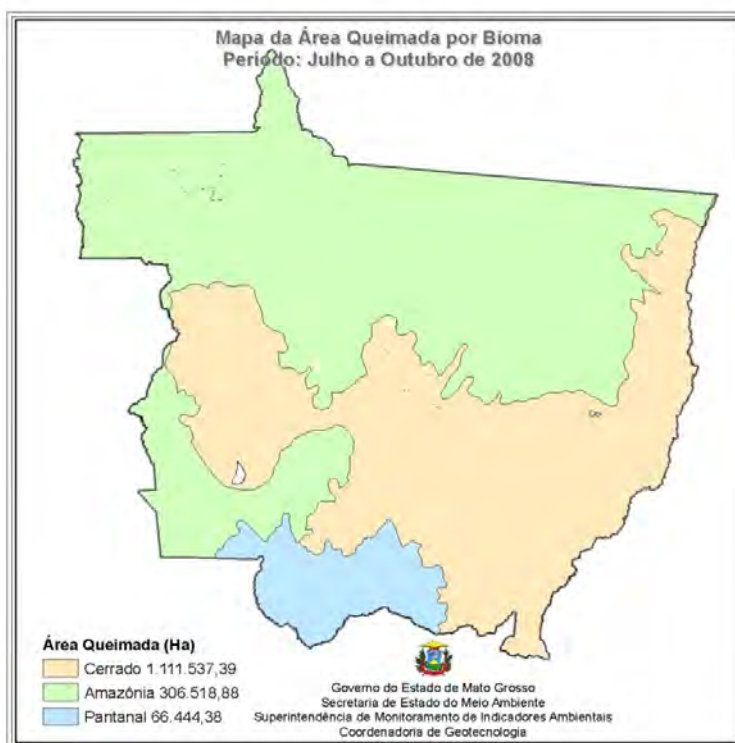 Mapa da Área Queimada por Bioma
Período: Julho a Outubro de 2008
Área Queimada (Ha)
Cerrado 1.111.537,39
Amazônia 306.518,88
Pantanal 66.444,38
Governo do Estado de Mato Grosso
Secretaria de Estado do Meio Ambiente
Superintendência de Monitoramento de Indicadores Ambientais
Coordenadoria de Geotecnologia